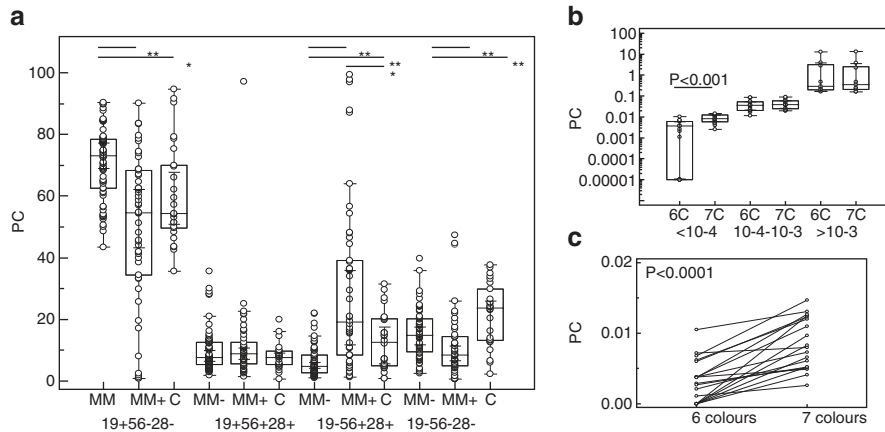 a
**
*
**
**
*
**
**
100
80
60
40
20
0
PC
MM MM+ C MM- MM+ C MM- MM+ C MM- MM+ C
19+56-28- 19+56+28+ 19-56+28+ 19-56-28-
b
P<0.001
100
10
1
0.1
0.01
0.001
0.0001
0.00001
PC
6C 7C 6C 7C 6C 7C
<10-4 10-4-10-3 >10-3
c
P<0.0001
0.02
0.01
0.00
PC
6 colours 7 colours